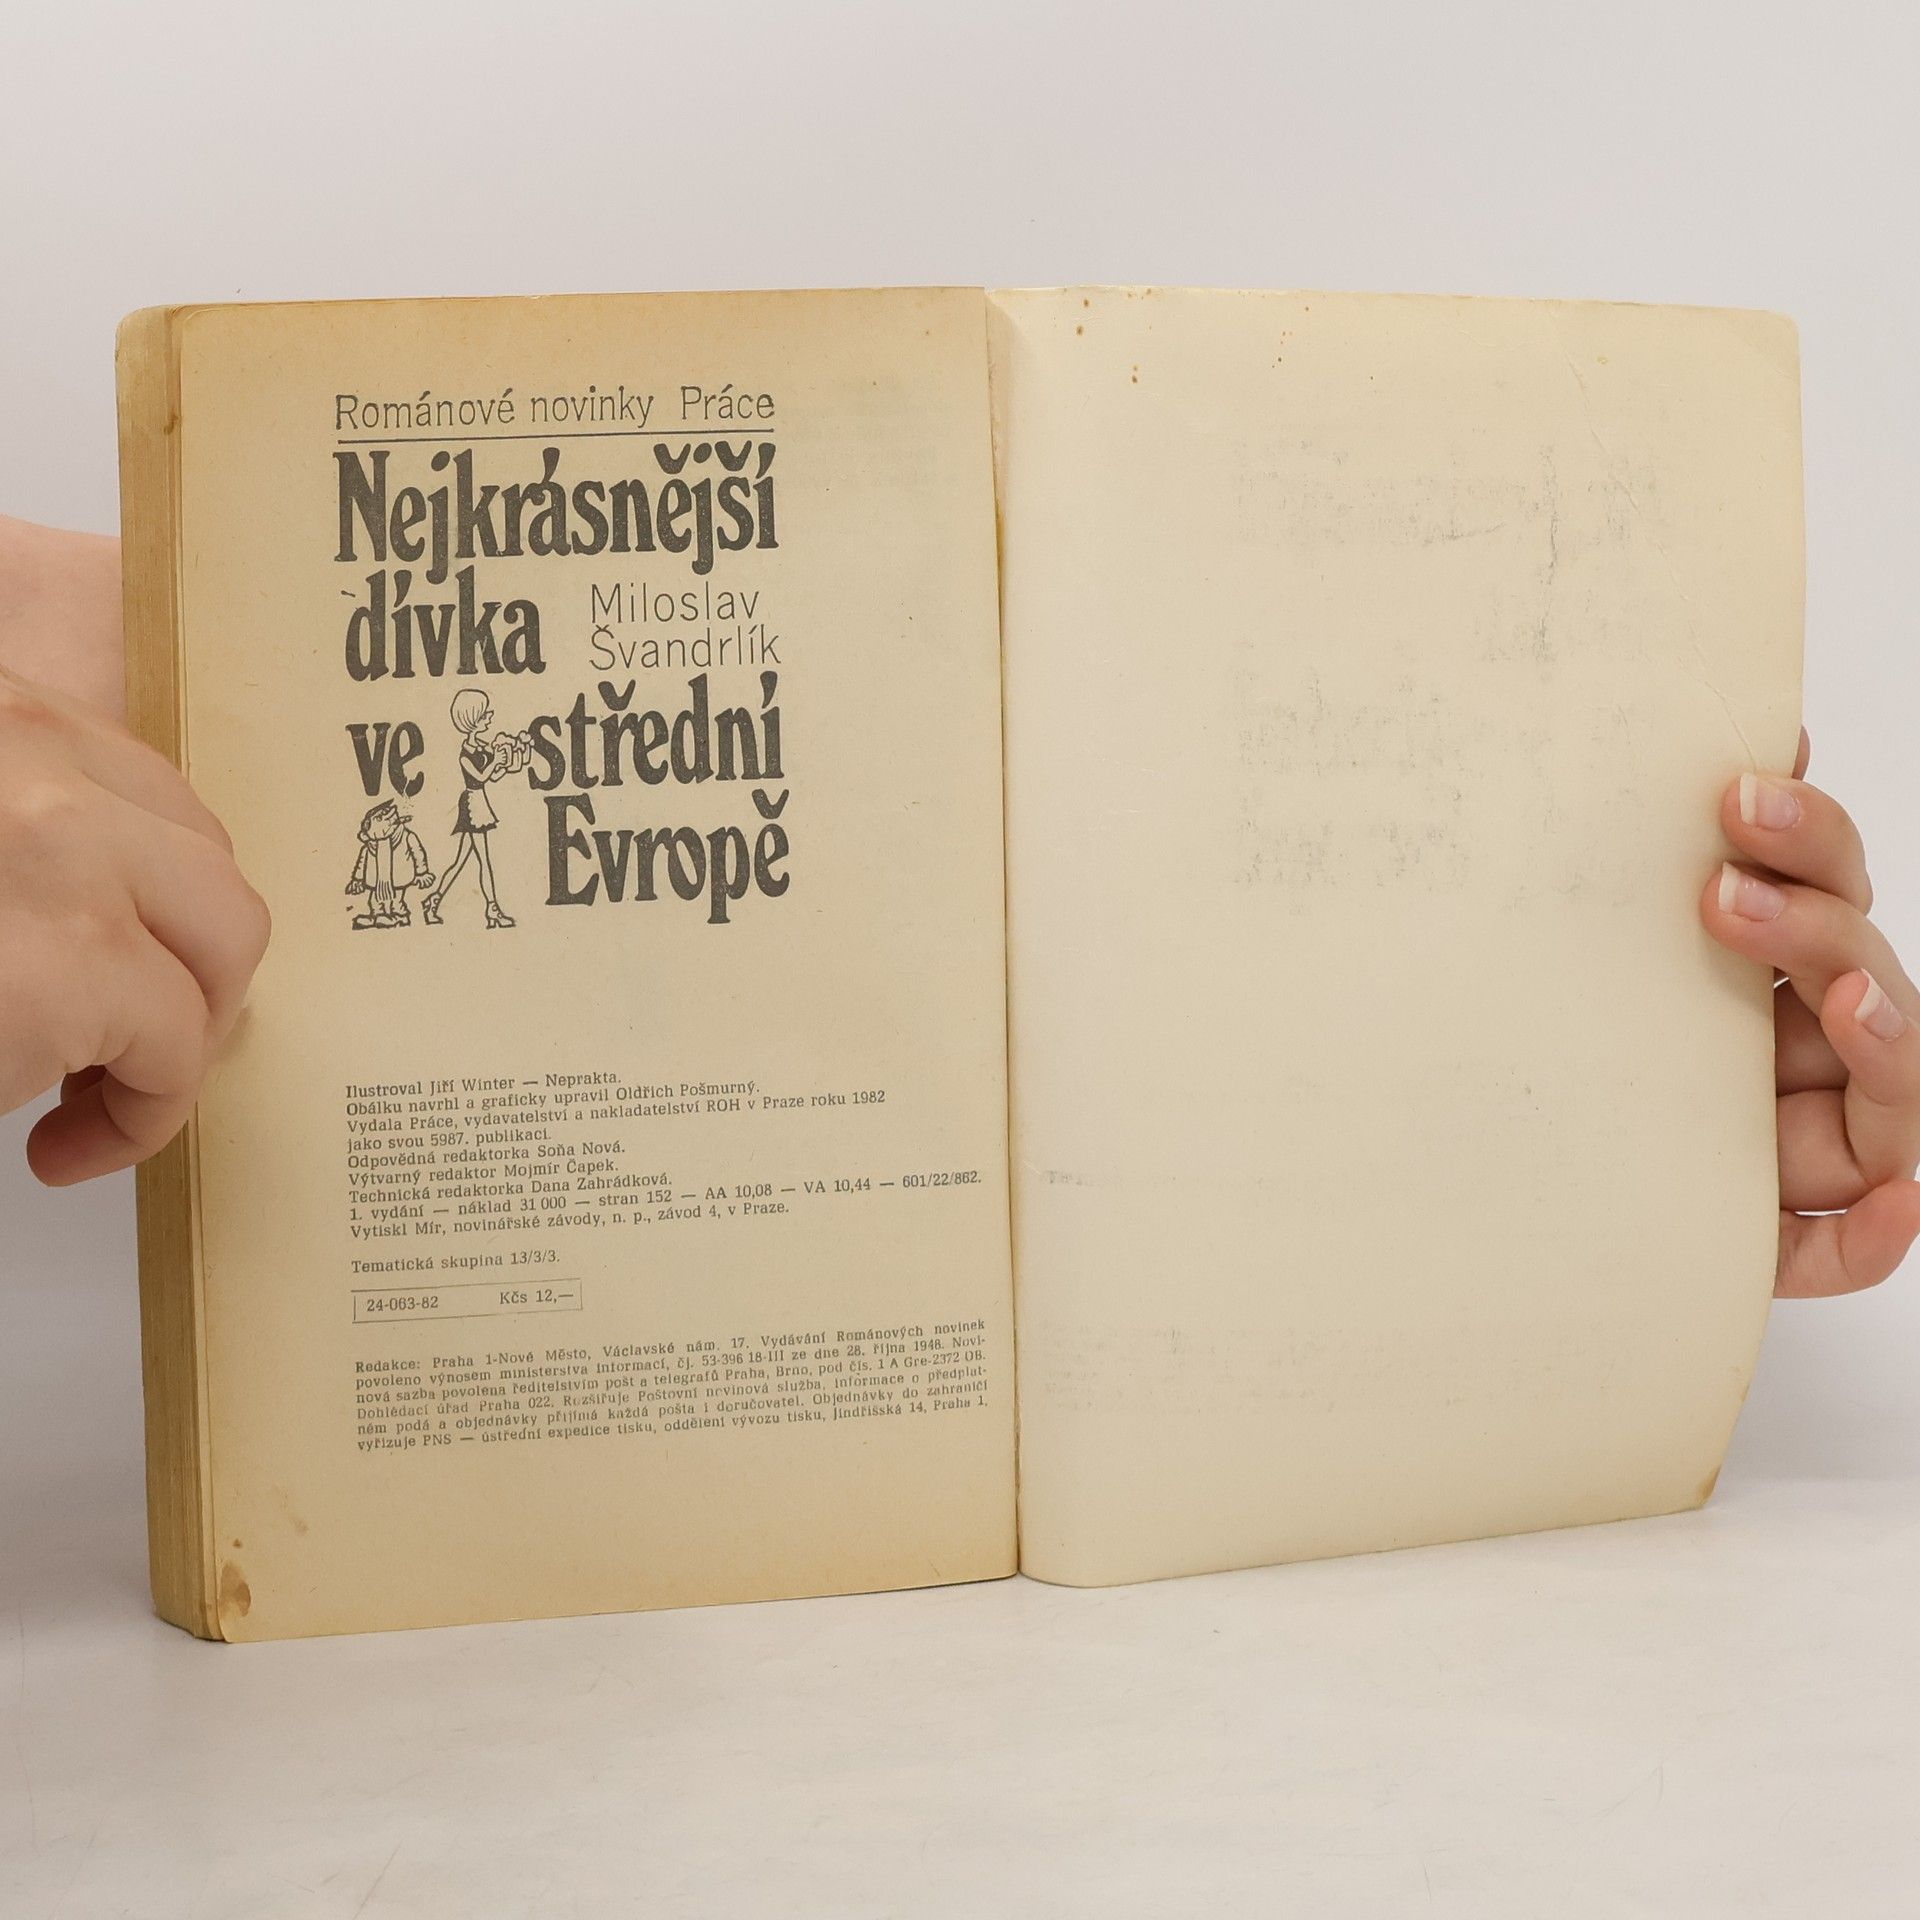 Románové novinky Práce
Nejkrásnější
dívka
Miloslav
Švandrlík
ve střední
Evropě
Ilustroval Jiří Winter — Neprakta.
Obálku navrhl a graficky upravil Oldřich Pošmurný.
Vydala Práce, vydavatelství a nakladatelství ROH v Praze roku 1982
jako svou 5987. publikaci.
Odpovědná redaktorka Soňa Nová.
Výtvarný redaktor Mojmír Čapek.
Technická redaktorka Dana Zahrádková.
1. vydání — náklad 31 000 — stran 152 — AA 10,08 — VA 10,44 — 601/22/862.
Vytiskl Mír, novinářské závody, n. p., závod 4, v Praze.
Tematická skupina 13/3/3.
24-063-82 Kčs 12,—
Redakce: Praha 1-Nové Město, Václavské nám. 17. Vydávání Románových novinek
povoleno výnosem ministerstva informací, čj. 53-396 18-III ze dne 28. října 1948. Novi-
nová sazba povolena ředitelstvím pošt a telegrafů Praha, Brno, pod čís. 1 A Gre-2372 OB.
Dohlédací úřad Praha 022. Rozšiřuje Poštovní novinová služba, informace o předplat-
ném podá a objednávky přijímá každá pošta i doručovatel. Objednávky do zahraničí
vyřizuje PNS — ústřední expedice tisku, oddělení vývozu tisku, Jindřišská 14, Praha 1.